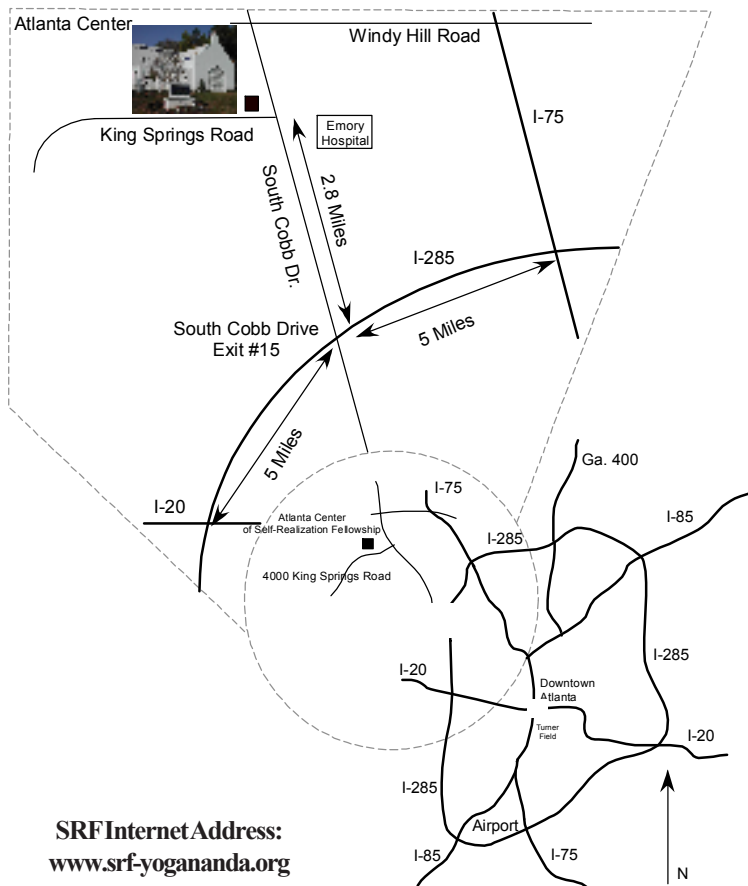 Atlanta Center
Windy Hill Road
I-75
King Springs Road
Emory
Hospital
South Cobb Dr.
2.8 Miles
I-285
5 Miles
South Cobb Drive
Exit #15
5 Miles
I-20
Ga. 400
I-75
I-85
Atlanta Center
of Self-Realization Fellowship
I-285
4000 King Springs Road
I-285
I-20
Downtown
Atlanta
Turner
Field
I-20
I-285
Airport
I-85
I-75
N
SRF Internet Address:
www.srf-yogananda.org